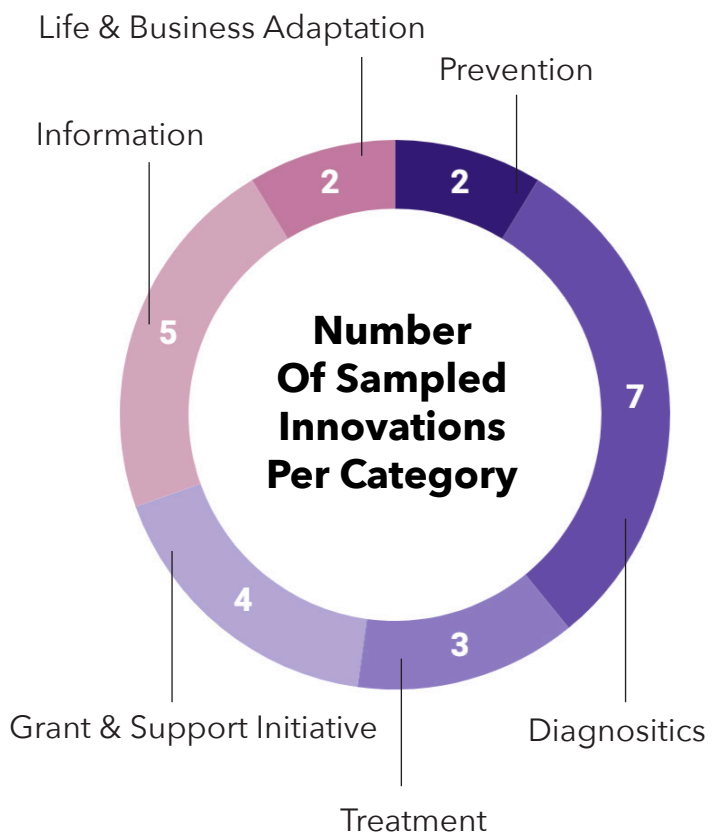 Life & Business Adaptation
Prevention
Information
2
2
5
7
Number
Of Sampled
Innovations
Per Category
4
3
Grant & Support Initiative
Diagnositics
Treatment